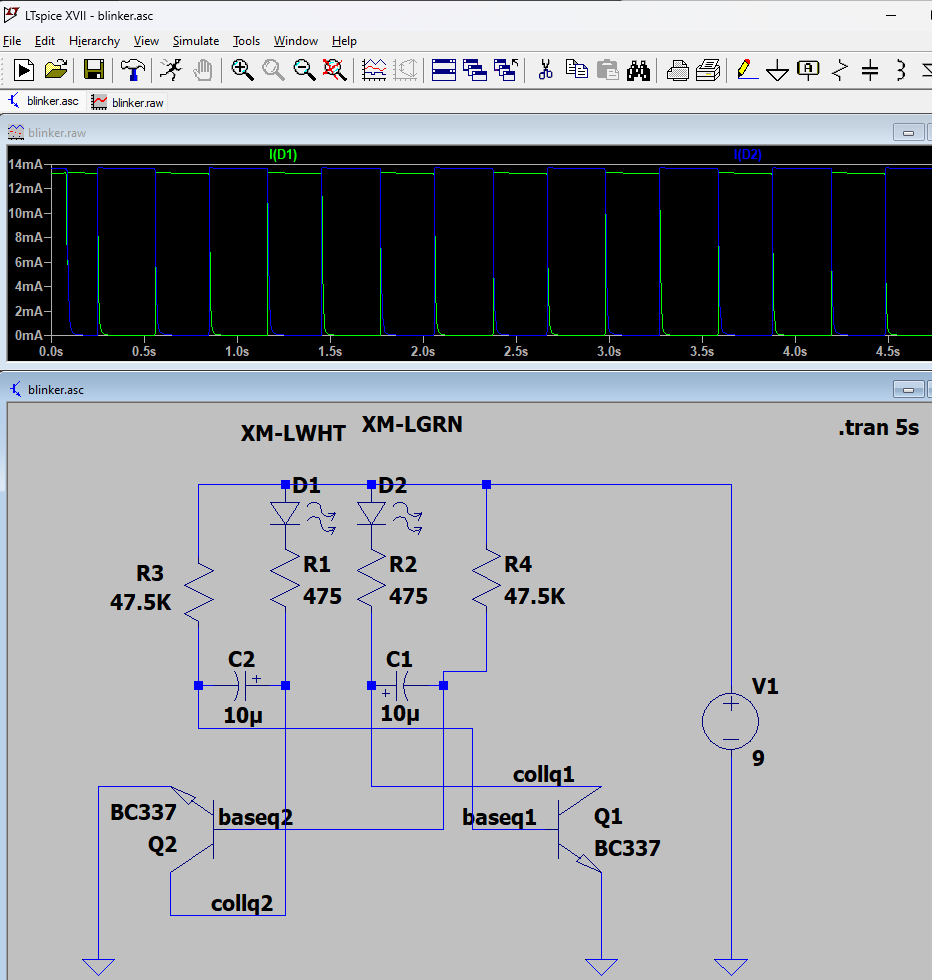 LTspice XVII - blinker.asc
File Edit Hierarchy View Simulate Tools Window Help
blinker.asc blinker.raw
blinker.raw
I(D1) I(D2)
14mA
12mA
10mA
8mA
6mA
4mA
2mA
0mA
0.0s 0.5s 1.0s 1.5s 2.0s 2.5s 3.0s 3.5s 4.0s 4.5s
blinker.asc
XM-LWHT XM-LGRN .tran 5s
D1 D2
R3 R1 R2 R4
47.5K 475 475 47.5K
C2 C1
10µ 10µ
V1
9
collq1
BC337 baseq2 baseq1 Q1
Q2 BC337
collq2